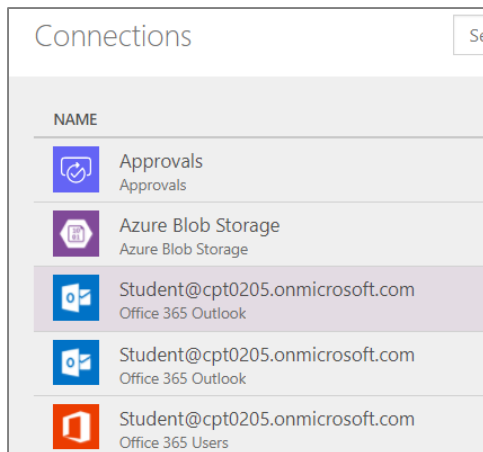 Connections
Se
NAME
Approvals
Approvals
Azure Blob Storage
Azure Blob Storage
Student@cpt0205.onmicrosoft.com
Office 365 Outlook
Student@cpt0205.onmicrosoft.com
Office 365 Outlook
Student@cpt0205.onmicrosoft.com
Office 365 Users